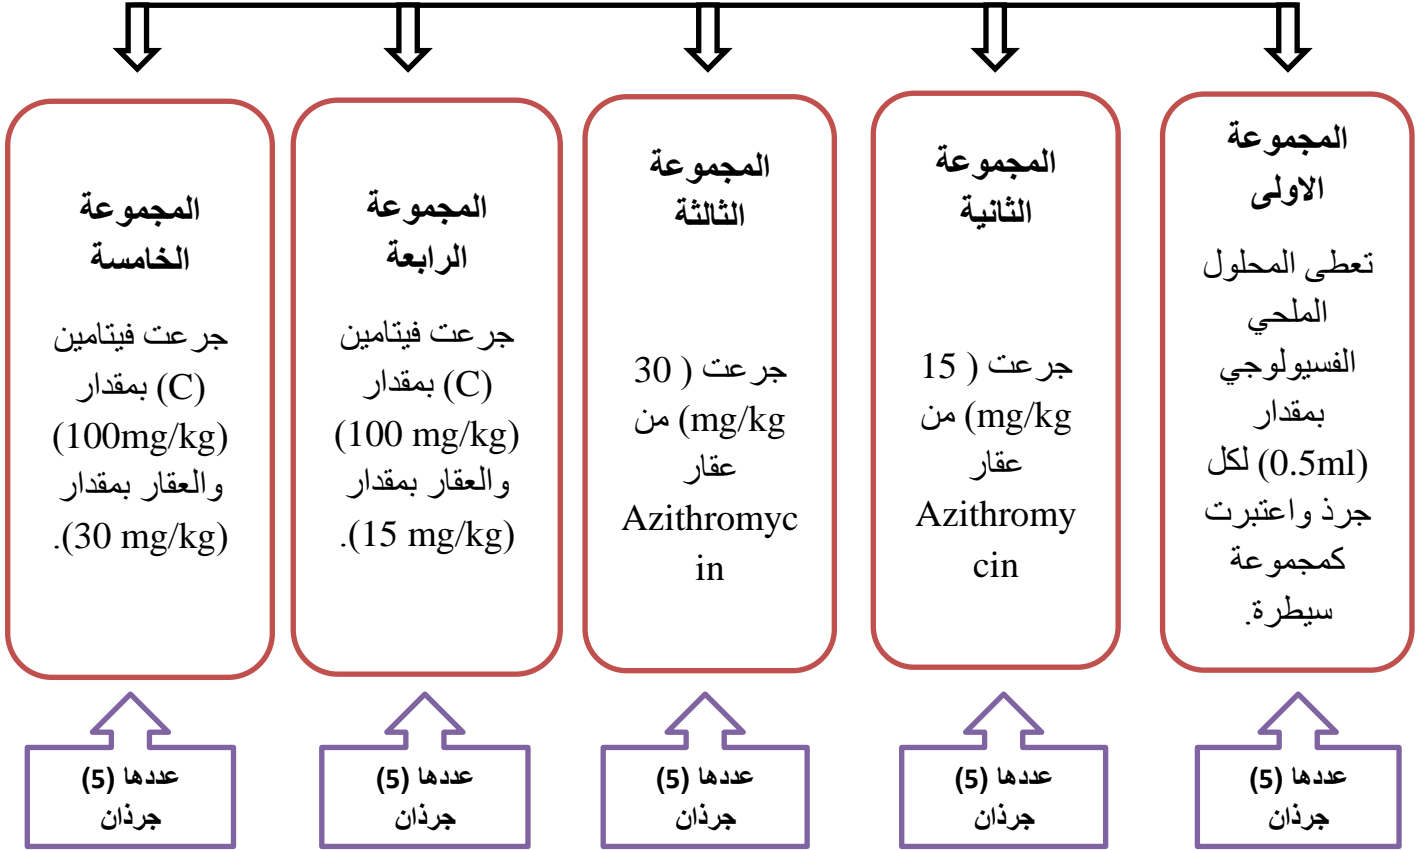 المجموعة
الاولى
تعطى المحلول
الملحي
الفسيولوجي
بمقدار
(0.5ml) لكل
جرذ واعتبرت
كمجموعة
سيطرة.
المجموعة
الثانية
جرعت ( 15
mg/kg) من
عقار
Azithromy
cin
المجموعة
الثالثة
جرعت ( 30
mg/kg) من
عقار
Azithromyc
in
المجموعة
الرابعة
جرعت فيتامين
(C) بمقدار
(100 mg/kg)
والعقار بمقدار
(15 mg/kg).
المجموعة
الخامسة
جرعت فيتامين
(C) بمقدار
(100mg/kg)
والعقار بمقدار
(30 mg/kg).
عددها (5)
جرذان
عددها (5)
جرذان
عددها (5)
جرذان
عددها (5)
جرذان
عددها (5)
جرذان